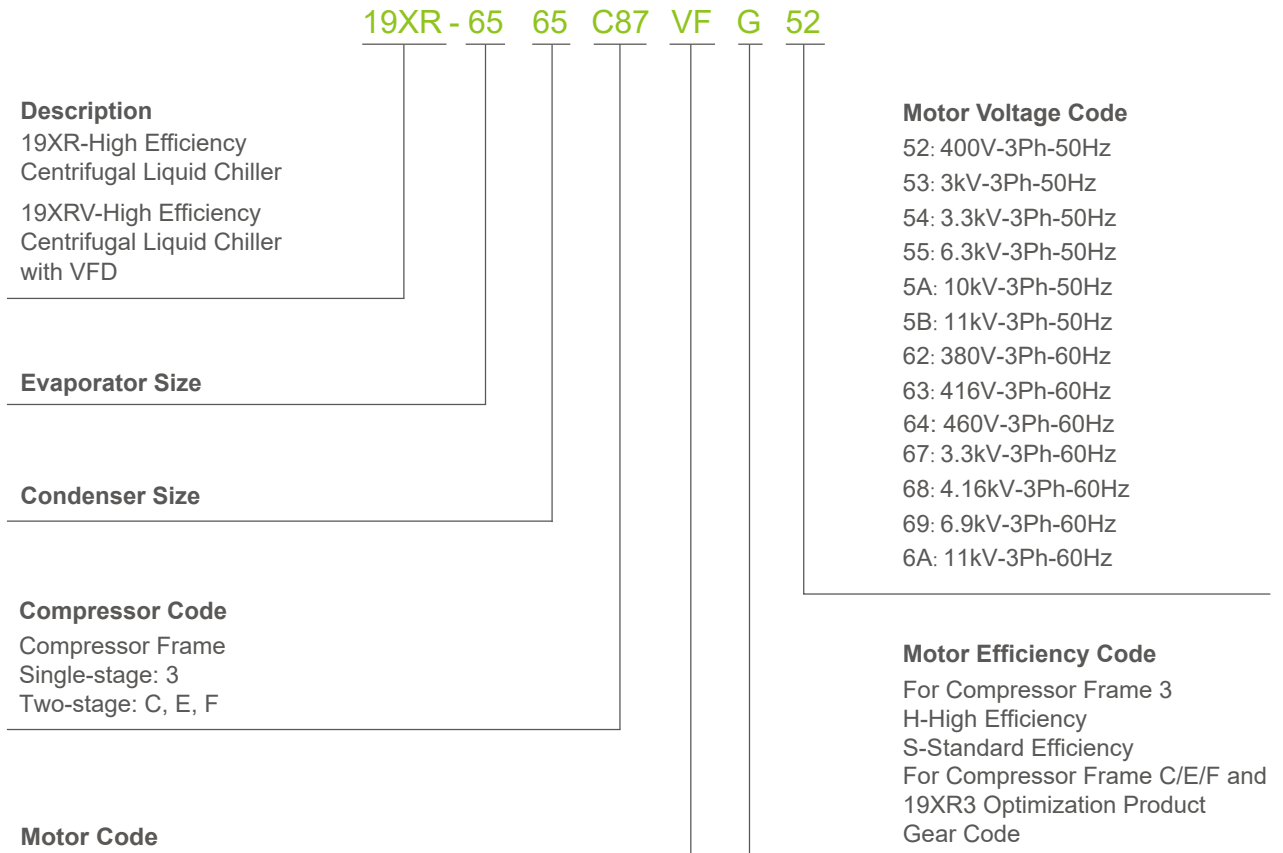 19XR - 65 65 C87 VF G 52
Description
19XR-High Efficiency
Centrifugal Liquid Chiller
19XRV-High Efficiency
Centrifugal Liquid Chiller
with VFD
Evaporator Size
Condenser Size
Compressor Code
Compressor Frame
Single-stage: 3
Two-stage: C, E, F
Motor Code
Motor Voltage Code
52: 400V-3Ph-50Hz
53: 3kV-3Ph-50Hz
54: 3.3kV-3Ph-50Hz
55: 6.3kV-3Ph-50Hz
5A: 10kV-3Ph-50Hz
5B: 11kV-3Ph-50Hz
62: 380V-3Ph-60Hz
63: 416V-3Ph-60Hz
64: 460V-3Ph-60Hz
67: 3.3kV-3Ph-60Hz
68: 4.16kV-3Ph-60Hz
69: 6.9kV-3Ph-60Hz
6A: 11kV-3Ph-60Hz
Motor Efficiency Code
For Compressor Frame 3
H-High Efficiency
S-Standard Efficiency
For Compressor Frame C/E/F and
19XR3 Optimization Product
Gear Code